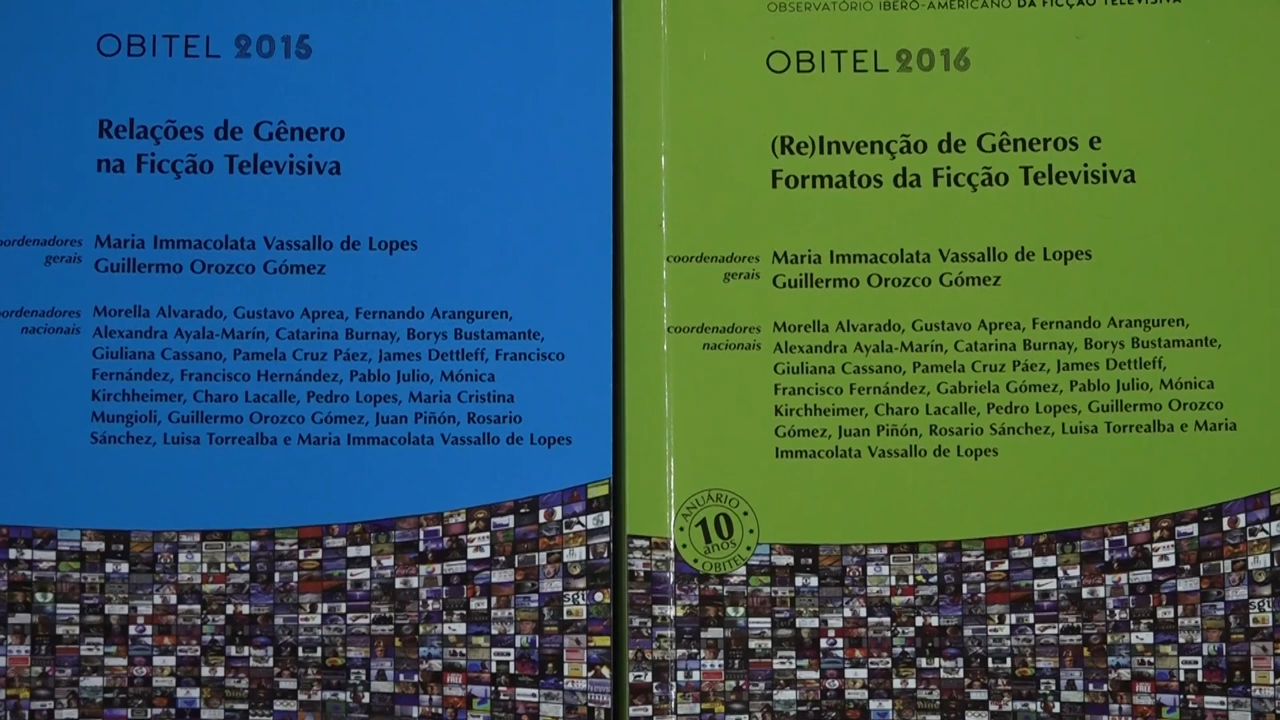 OBITEL 2015
Relações de Gênero
na Ficção Televisiva
coordenadores
gerais
Maria Immacolata Vassallo de Lopes
Guillermo Orozco Gómez
coordenadores
nacionais
Morella Alvarado, Gustavo Aprea, Fernando Aranguren,
Alexandra Ayala-Marín, Catarina Burnay, Borys Bustamante,
Giuliana Cassano, Pamela Cruz Páez, James Dettleff, Francisco
Fernández, Francisco Hernández, Pablo Julio, Mónica
Kirchheimer, Charo Lacalle, Pedro Lopes, Maria Cristina
Mungioli, Guillermo Orozco Gómez, Juan Piñón, Rosario
Sánchez, Luisa Torrealba e Maria Immacolata Vassallo de Lopes
OBSERVATÓRIO IBERO-AMERICANO DA FICÇÃO TELEVISIVA
OBITEL 2016
(Re)Invenção de Gêneros e
Formatos da Ficção Televisiva
coordenadores
gerais
Maria Immacolata Vassallo de Lopes
Guillermo Orozco Gómez
coordenadores
nacionais
Morella Alvarado, Gustavo Aprea, Fernando Aranguren,
Alexandra Ayala-Marín, Catarina Burnay, Borys Bustamante,
Giuliana Cassano, Pamela Cruz Páez, James Dettleff,
Francisco Fernández, Gabriela Gómez, Pablo Julio, Mónica
Kirchheimer, Charo Lacalle, Pedro Lopes, Guillermo Orozco
Gómez, Juan Piñón, Rosario Sánchez, Luisa Torrealba e Maria
Immacolata Vassallo de Lopes
ANUÁRIO
10
anos
OBITEL